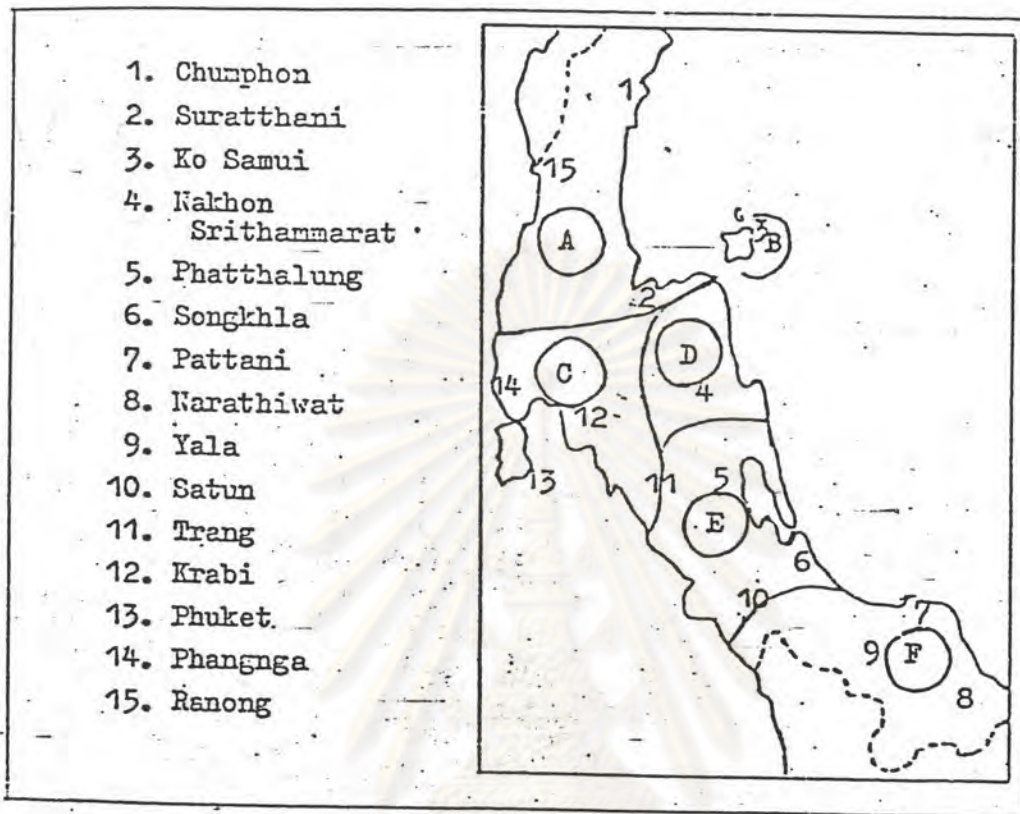 1. Chumphon
2. Suratthani
3. Ko Samui
4. Nakhon
Srithammarat
5. Phatthalung
6. Songkhla
7. Pattani
8. Narathiwat
9. Yala
10. Satun
11. Trang
12. Krabi
13. Phuket
14. Phangnga
15. Ranong
1
15
A
3
B
2
D
C
14
4
12
5
13
11
E
6
10
7
9
F
8